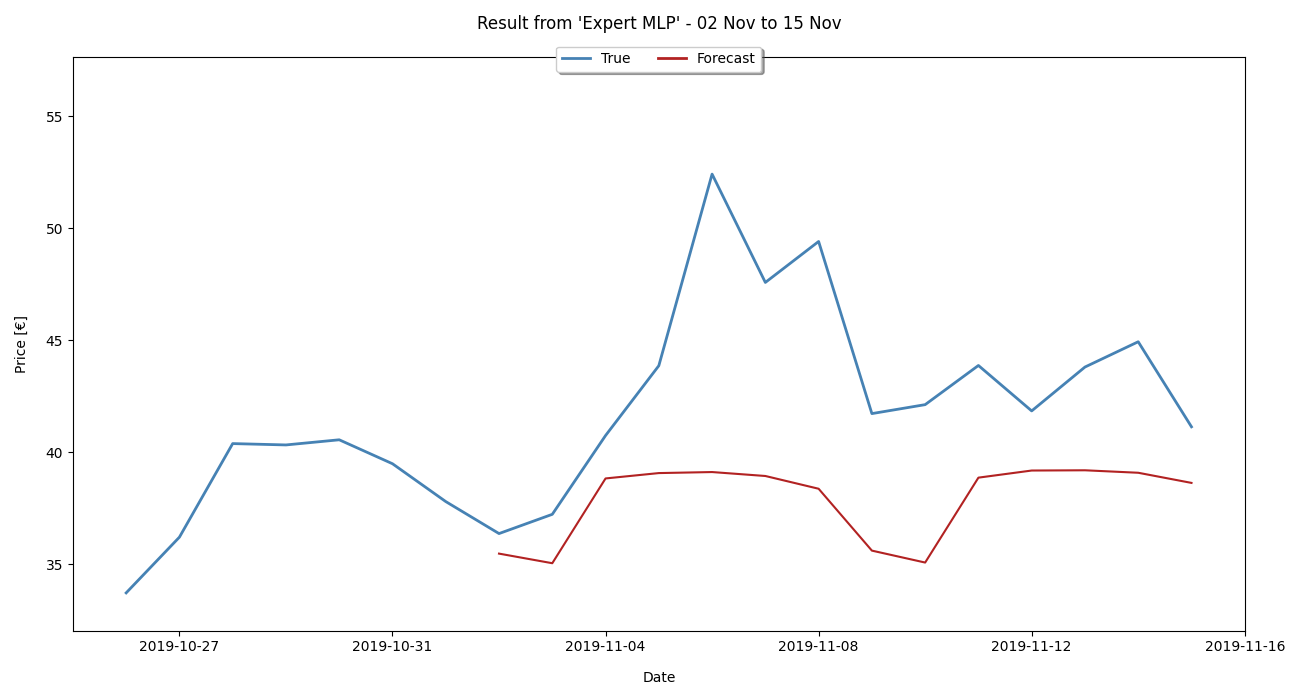 Result from 'Expert MLP' - 02 Nov to 15 Nov
True Forecast
55
50
45
40
35
Price [€]
2019-10-27 2019-10-31 2019-11-04 2019-11-08 2019-11-12 2019-11-16
Date